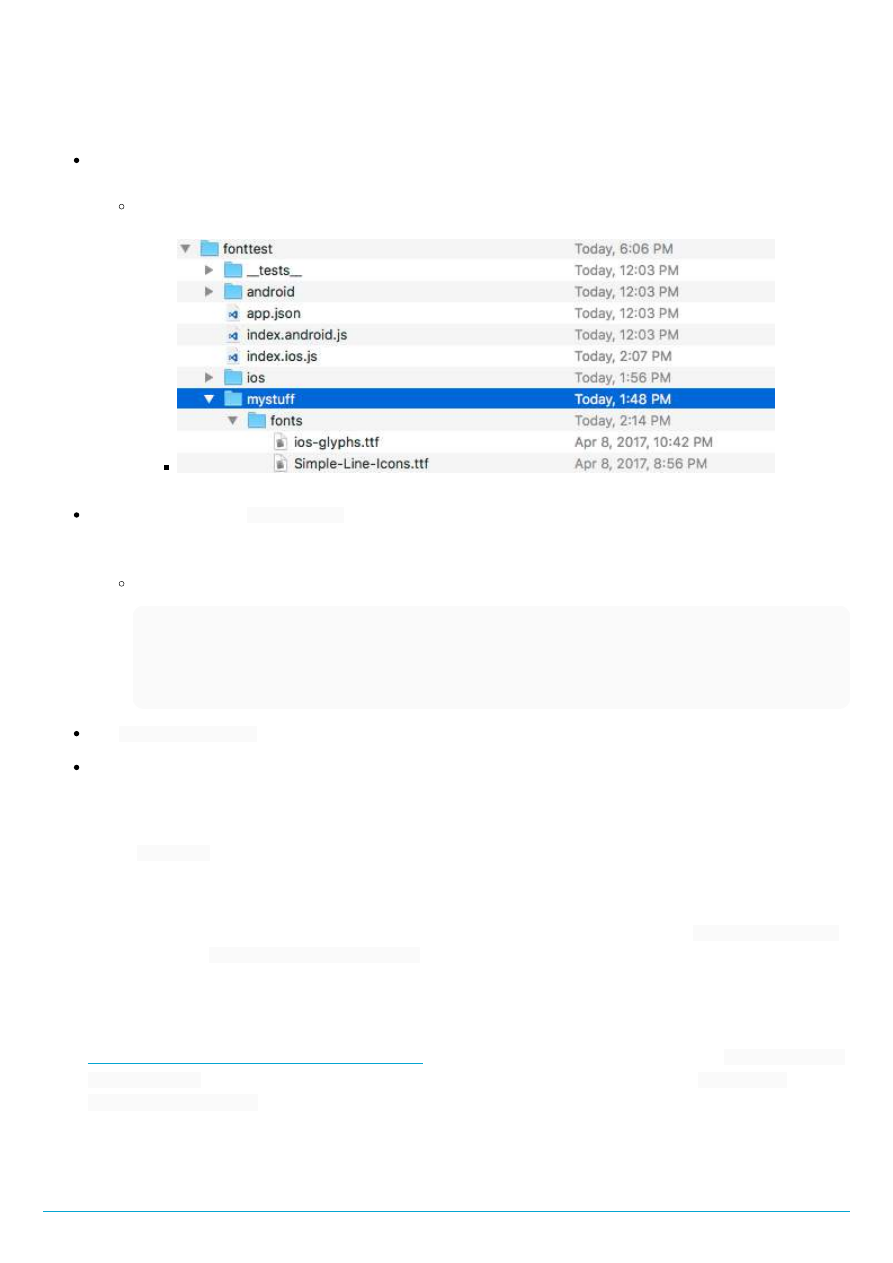 fonttest Today, 6:06 PM
__tests__ Today, 12:03 PM
android Today, 12:03 PM
app.json Today, 12:03 PM
index.android.js Today, 12:03 PM
index.ios.js Today, 2:07 PM
ios Today, 1:56 PM
mystuff Today, 1:48 PM
fonts Today, 2:14 PM
ios-glyphs.ttf Apr 8, 2017, 10:42 PM
Simple-Line-Icons.ttf Apr 8, 2017, 8:56 PM